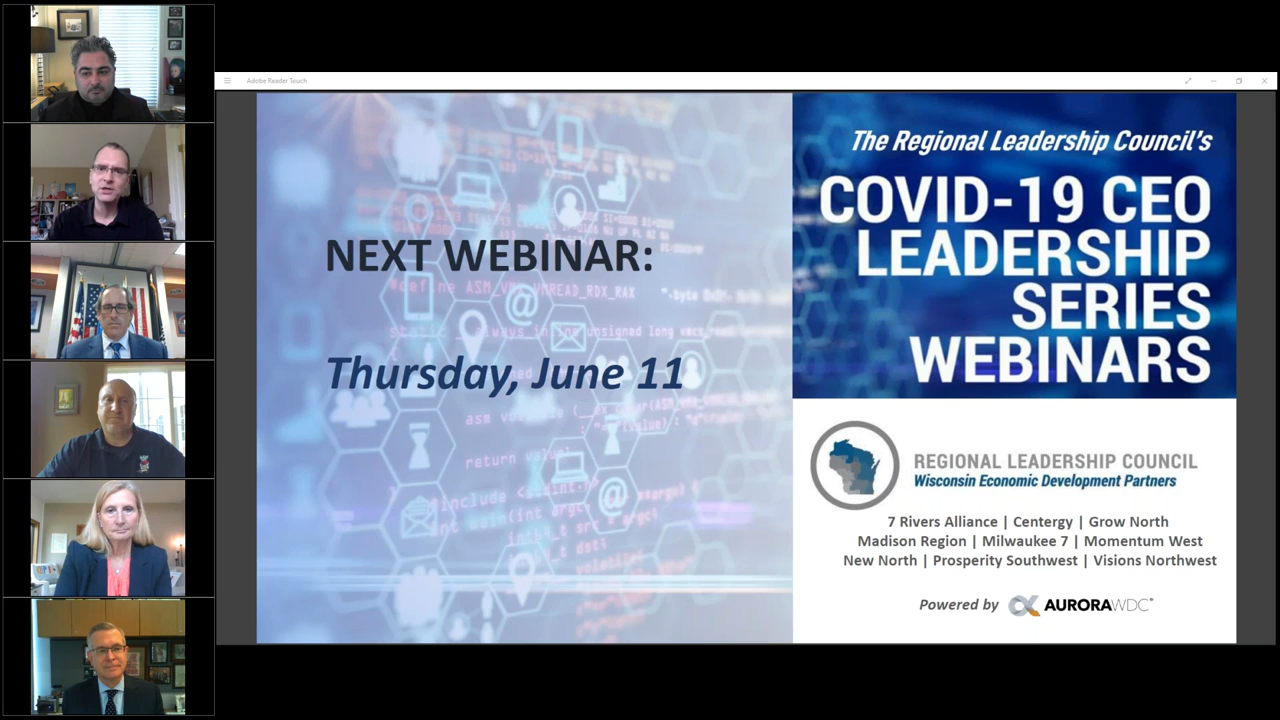 Adobe Reader Touch
NEXT WEBINAR:
Thursday, June 11
The Regional Leadership Council's
COVID-19 CEO
LEADERSHIP
SERIES
WEBINARS
REGIONAL LEADERSHIP COUNCIL
Wisconsin Economic Development Partners
7 Rivers Alliance | Centergy | Grow North
Madison Region | Milwaukee 7 | Momentum West
New North | Prosperity Southwest | Visions Northwest
Powered by AURORAWDC